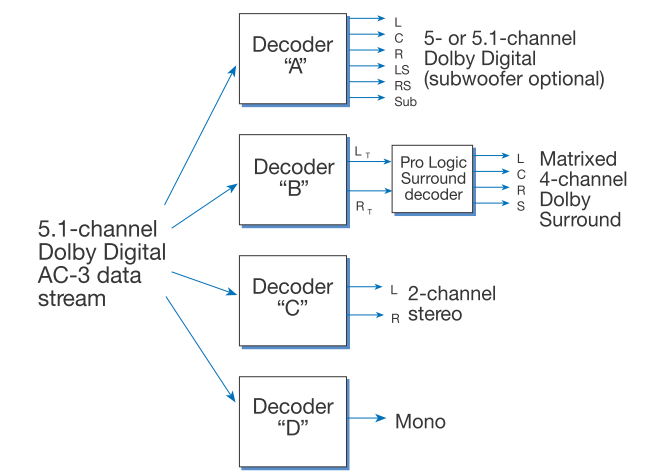 5.1-channel
Dolby Digital
AC-3 data
stream
Decoder
“A”
L
C
R
LS
RS
Sub
5- or 5.1-channel
Dolby Digital
(subwoofer optional)
Decoder
“B”
L T
R T
Pro Logic
Surround
decoder
L
C
R
S
Matrixed
4-channel
Dolby
Surround
Decoder
“C”
L
R
2-channel
stereo
Decoder
“D”
Mono